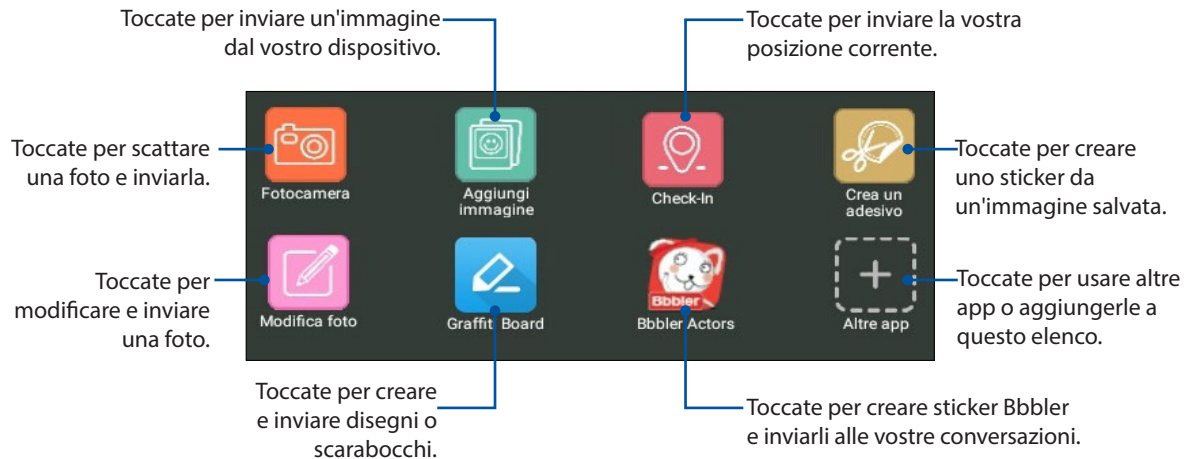 Toccate per inviare un'immagine
dal vostro dispositivo.
Toccate per inviare la vostra
posizione corrente.
Toccate per scattare
una foto e inviarla.
Fotocamera
Aggiungi
immagine
Check-In
Crea un
adesivo
Toccate per creare
uno sticker da
un'immagine salvata.
Toccate per
modificare e inviare
una foto.
Modifica foto
Graffiti Board
Bbbler
Bbbler Actors
Altre app
Toccate per usare altre
app o aggiungerle a
questo elenco.
Toccate per creare
e inviare disegni o
scarabocchi.
Toccate per creare sticker Bbbler
e inviarli alle vostre conversazioni.